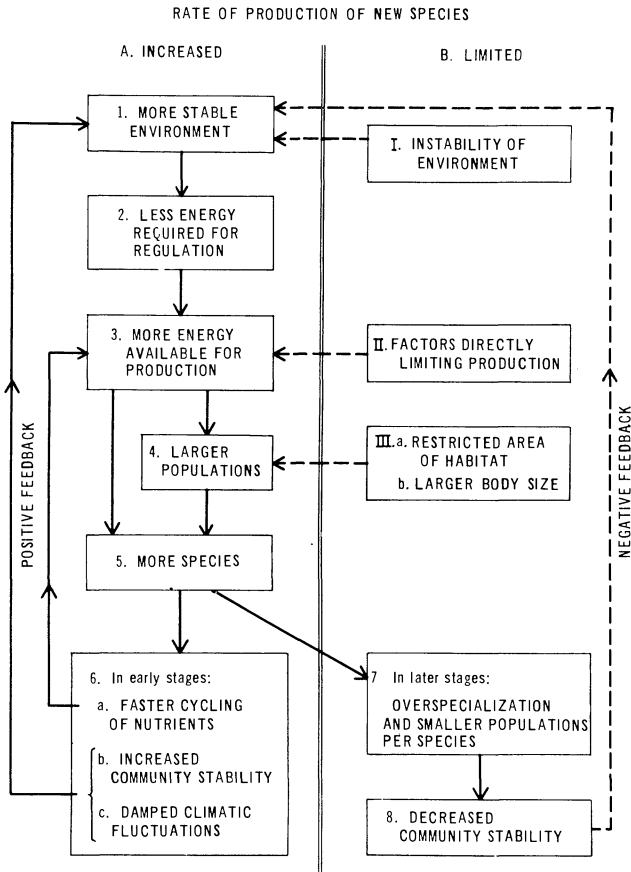 RATE OF PRODUCTION OF NEW SPECIES
A. INCREASED
B. LIMITED
1. MORE STABLE
ENVIRONMENT
I. INSTABILITY OF
ENVIRONMENT
2. LESS ENERGY
REQUIRED FOR
REGULATION
3. MORE ENERGY
AVAILABLE FOR
PRODUCTION
II. FACTORS DIRECTLY
LIMITING PRODUCTION
4. LARGER
POPULATIONS
III. a. RESTRICTED AREA
OF HABITAT
b. LARGER BODY SIZE
POSITIVE FEEDBACK
NEGATIVE FEEDBACK
5. MORE SPECIES
6. In early stages:
a. FASTER CYCLING
OF NUTRIENTS
b. INCREASED
COMMUNITY STABILITY
c. DAMPED CLIMATIC
FLUCTUATIONS
7 In later stages:
OVERSPECIALIZATION
AND SMALLER POPULATIONS
PER SPECIES
8. DECREASED
COMMUNITY STABILITY